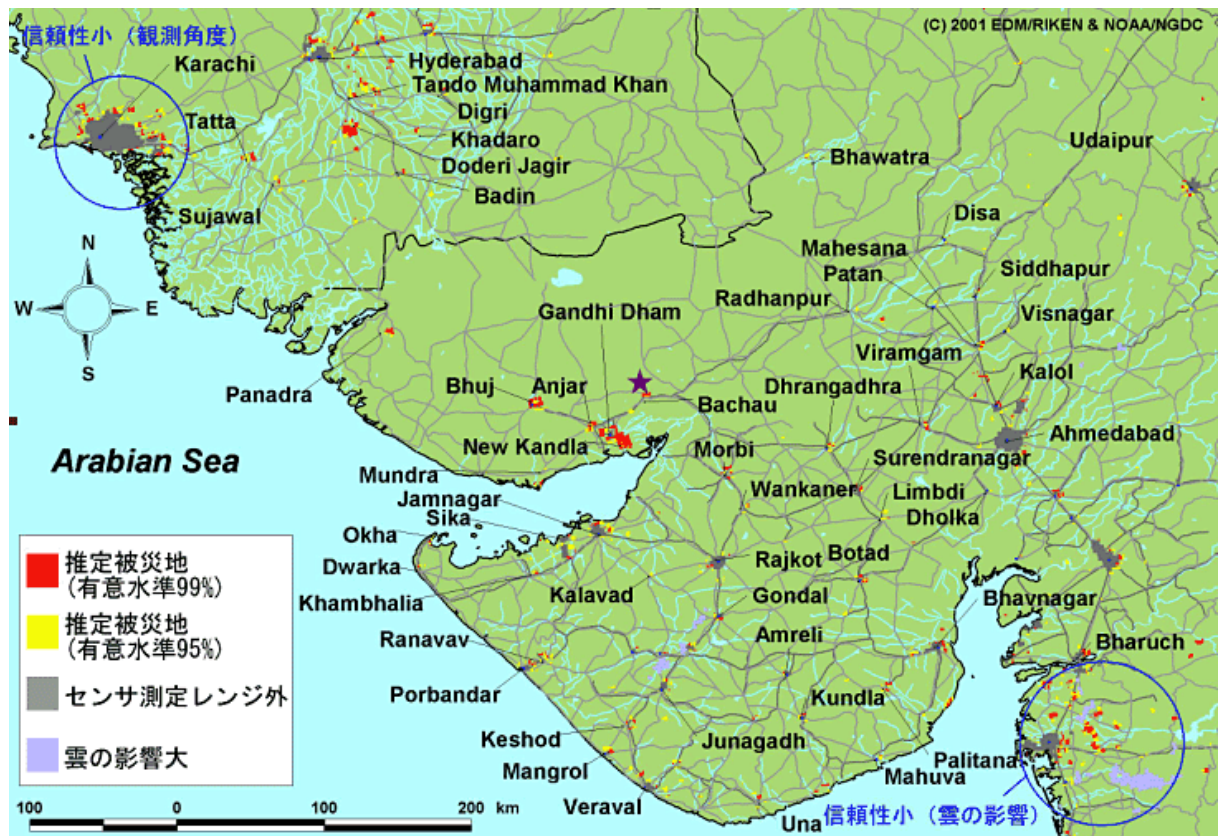 (C) 2001 EDM/RIKEN & NOAA/NGDC
信頼性小（観測角度）
Karachi
Hyderabad
Tando Muhammad Khan
Digri
Tatta
Khadaro
Doderi Jagir
Badin
Sujawal
Udaipur
Bhawatra
Disa
Mahesana
Patan
Siddhapur
Radhanpur
Visnagar
N
W
E
S
Gandhi Dham
Viramgam
Kalol
Panadra
Bhuj
Anjar
Dhrangadhra
Bachau
Ahmedabad
Arabian Sea
New Kandla
Morbi
Surendranagar
Mundra
Wankaner
Limbdi
Jamnagar
Sika
Dholka
Okha
Dwarka
Rajkot
Botad
Khambhalia
Kalavad
Gondal
Bhavnagar
Ranavav
Amreli
Bharuch
Porbandar
Kundla
Keshod
Junagadh
Palitana
Mangrol
Mahuva
Veraval
Una
信頼性小（雲の影響）
推定被災地
(有意水準99%)
推定被災地
(有意水準95%)
センサ測定レンジ外
雲の影響大
100 0 100 200 km